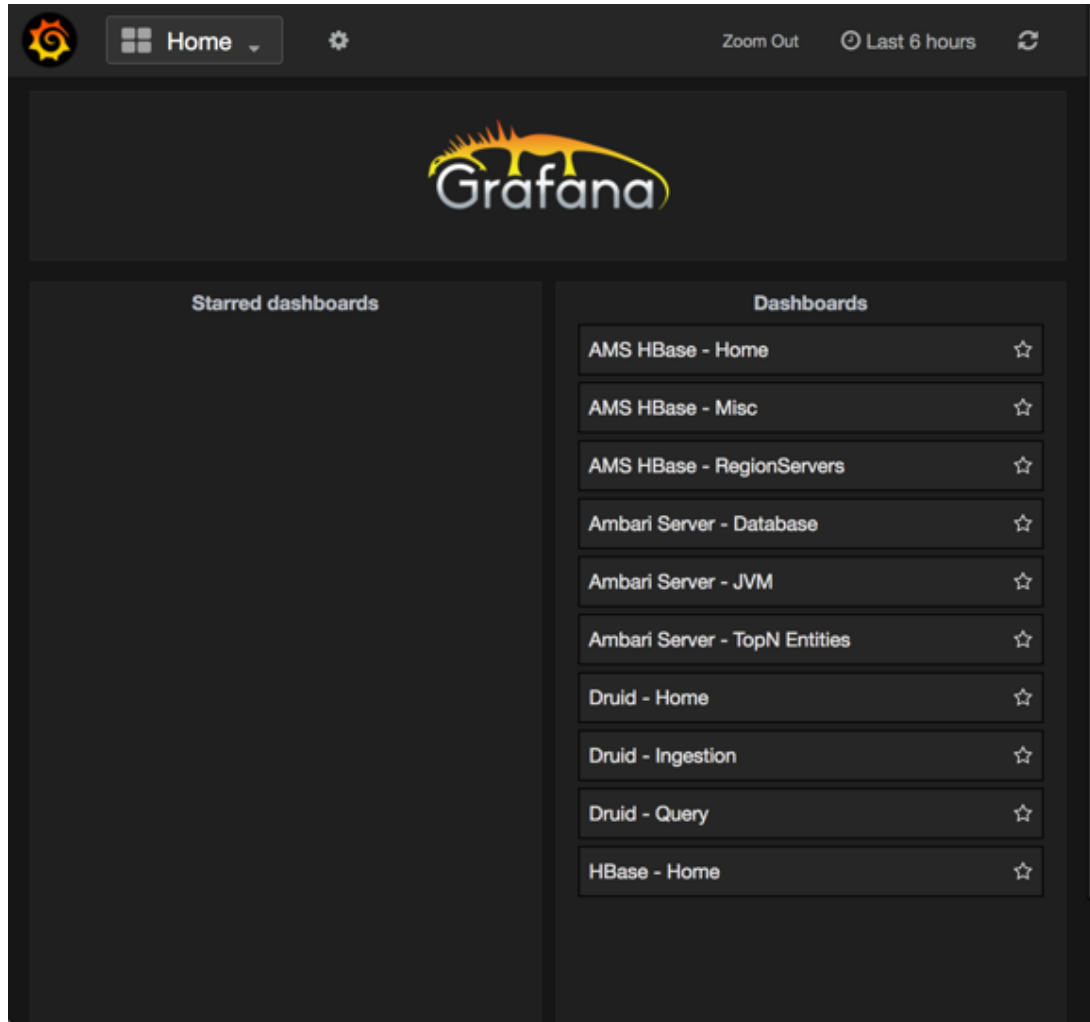 Home
Zoom Out
Last 6 hours
Grafana
Starred dashboards
Dashboards
AMS HBase - Home
AMS HBase - Misc
AMS HBase - RegionServers
Ambari Server - Database
Ambari Server - JVM
Ambari Server - TopN Entities
Druid - Home
Druid - Ingestion
Druid - Query
HBase - Home